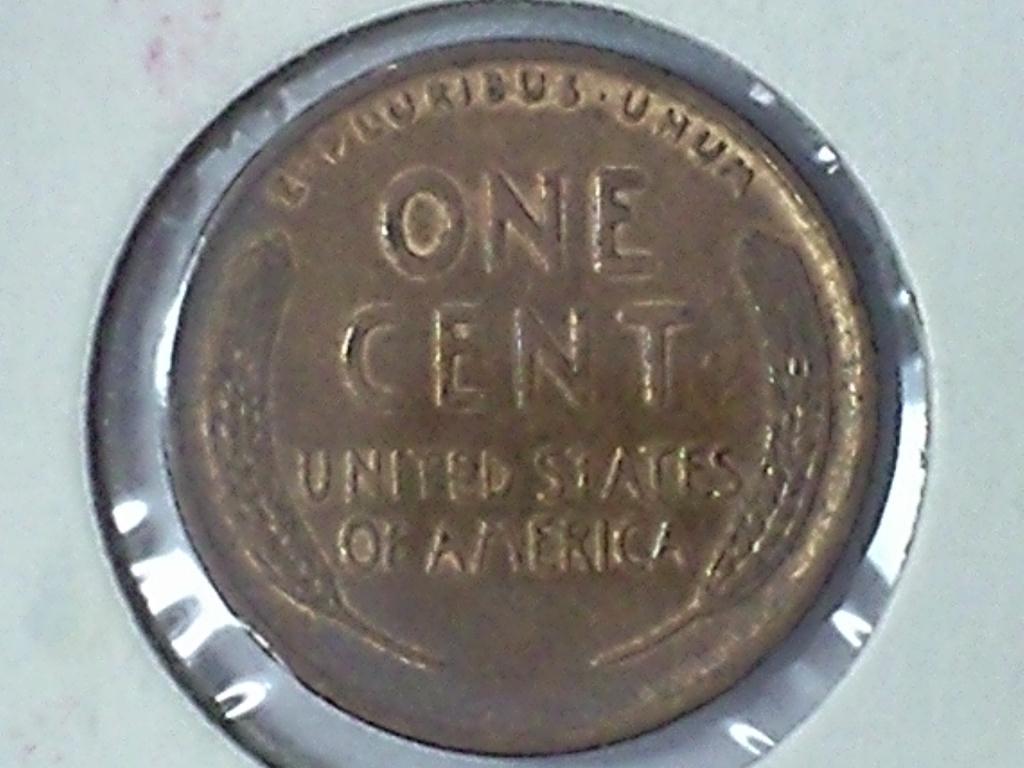 E·PLURIBUS·UNUM
ONE
CENT
UNITED STATES
OF AMERICA